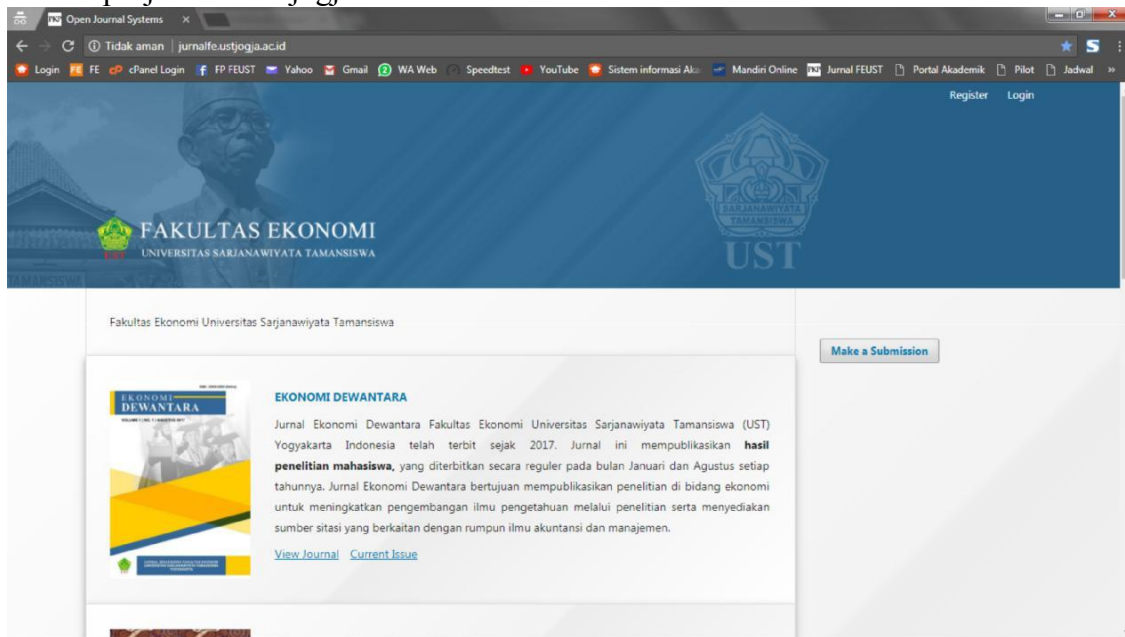 Open Journal Systems
Tidak aman | jurnalfe.ustjogja.ac.id
Login FE cPanel Login FP FEUST Yahoo Gmail WA Web Speedtest YouTube Sistem informasi Aka Mandiri Online Jurnal FEUST Portal Akademik Pilot Jadwal »
Register Login
SARJANAWIYATA
TAMANSISWA
UST
FAKULTAS EKONOMI
UNIVERSITAS SARJANAWIYATA TAMANSISWA
TAMANSISWA
Fakultas Ekonomi Universitas Sarjanawiyata Tamansiswa
Make a Submission
EKONOMI
DEWANTARA
EKONOMI DEWANTARA
Jurnal Ekonomi Dewantara Fakultas Ekonomi Universitas Sarjanawiyata Tamansiswa (UST)
Yogyakarta Indonesia telah terbit sejak 2017. Jurnal ini mempublikasikan hasil
penelitian mahasiswa, yang diterbitkan secara reguler pada bulan Januari dan Agustus setiap
tahunnya. Jurnal Ekonomi Dewantara bertujuan mempublikasikan penelitian di bidang ekonomi
untuk meningkatkan pengembangan ilmu pengetahuan melalui penelitian serta menyediakan
sumber sitasi yang berkaitan dengan rumpun ilmu akuntansi dan manajemen.
View Journal Current Issue